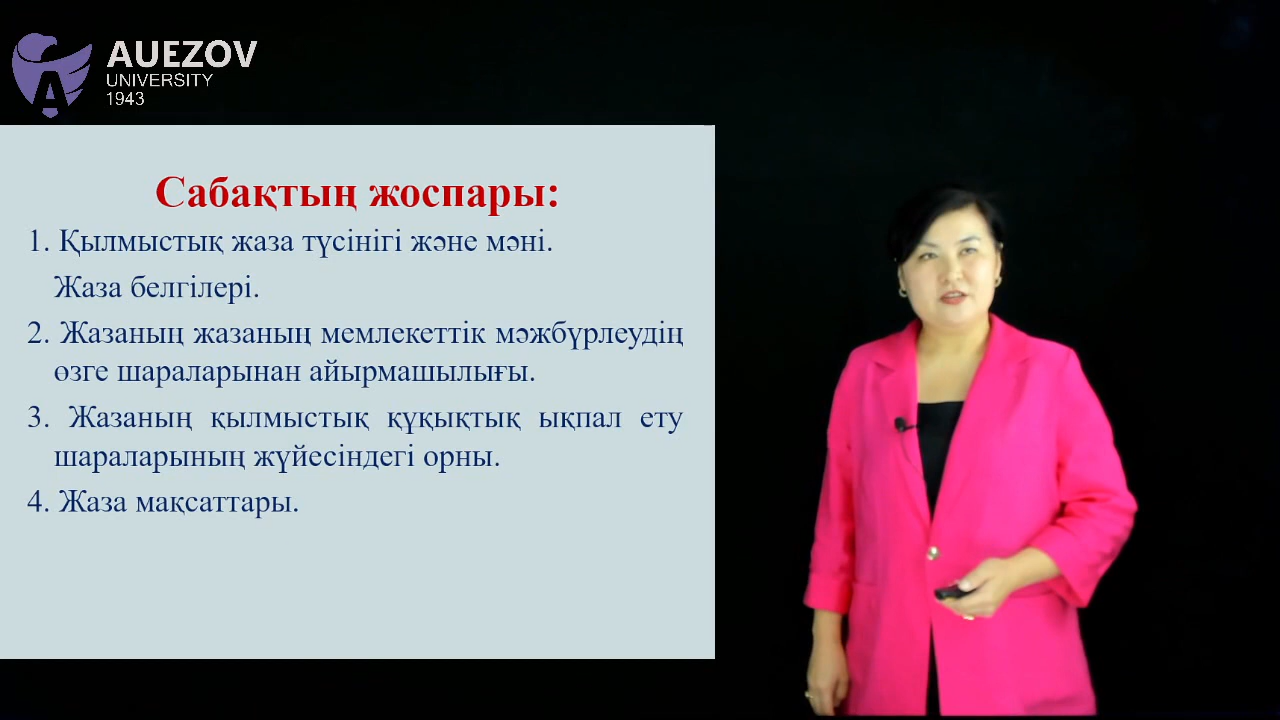 AUEZOV
UNIVERSITY
1943
Сабақтың жоспары:
1. Қылмыстық жаза түсінігі және мәні.
Жаза белгілері.
2. Жазаның жазаның мемлекеттік мәжбүрлеудің
өзге шараларынан айырмашылығы.
3. Жазаның қылмыстық құқықтық ықпал ету
шараларының жүйесіндегі орны.
4. Жаза мақсаттары.